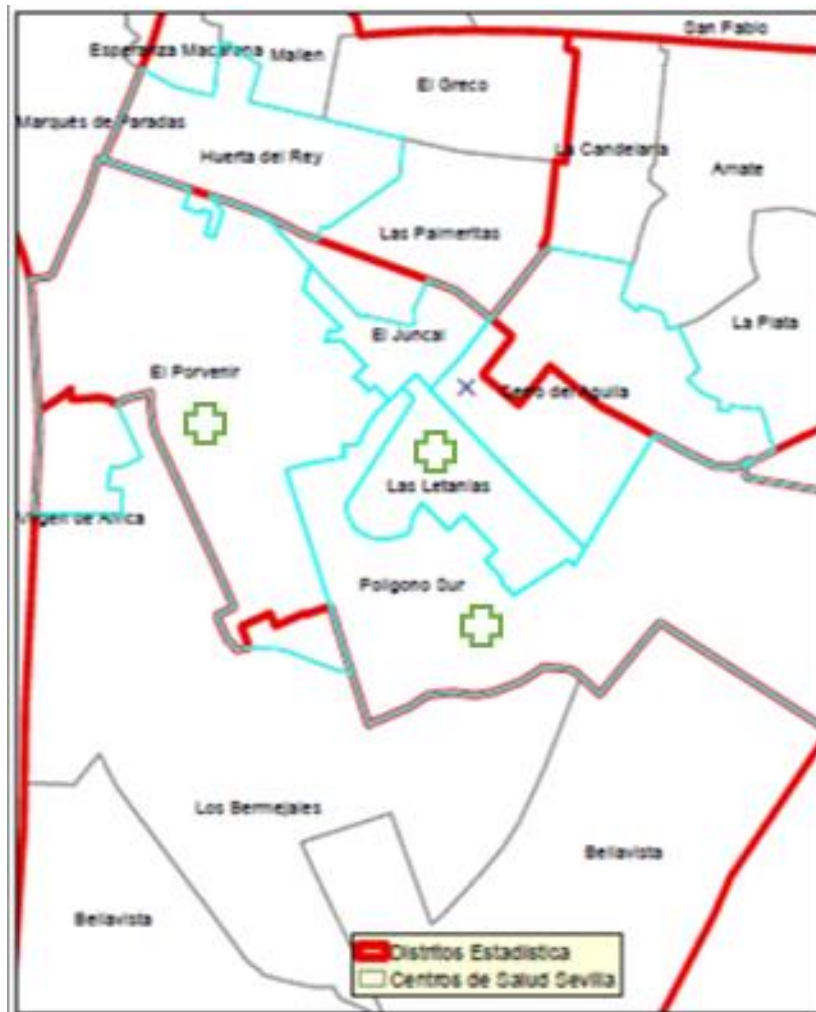 San Pablo
Esperanza Macarena
Mallen
El Greco
Marqués de Paradas
La Candelaria
Huerta del Rey
Amate
Las Palmeritas
La Plata
El Juncal
El Porvenir
Cerro del Aguila
Las Letanías
Virgen de Africa
Polígono Sur
Los Bermejales
Bellavista
Bellavista
Distritos Estadística
Centros de Salud Sevilla